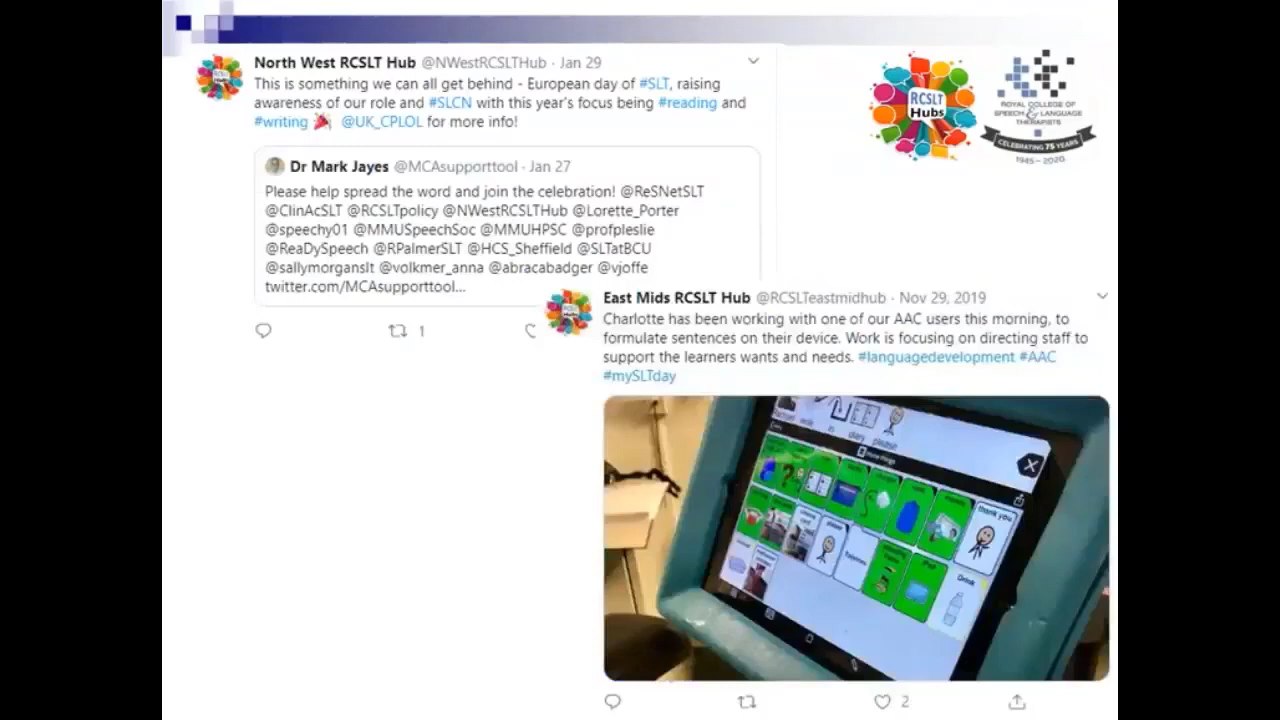 North West RCSLT Hub @NWestRCSLTHub · Jan 29
This is something we can all get behind - European day of #SLT, raising
awareness of our role and #SLCN with this year's focus being #reading and
#writing @UK_CPLOL for more info!
Dr Mark Jayes @MCAsupporttool · Jan 27
Please help spread the word and join the celebration! @ReSNetSLT
@ClinAcSLT @RCSLTpolicy @NWestRCSLTHub @Lorette_Porter
@speechy01 @MMUSpeechSoc @MMUHPSC @profpleslie
@ReaDySpeech @RPalmerSLT @HCS_Sheffield @SLTatBCU
@sallymorganslt @volkmer_anna @abracabadger @vjoffe
twitter.com/MCAsupporttool...
1
RCSLT
Hubs
ROYAL COLLEGE OF
SPEECH & LANGUAGE
THERAPISTS
CELEBRATING 75 YEARS
1945 - 2020
East Mids RCSLT Hub @RCSLTeastmidhub · Nov 29, 2019
Charlotte has been working with one of our AAC users this morning, to
formulate sentences on their device. Work is focusing on directing staff to
support the learners wants and needs. #languagedevelopment #AAC
#mySLTday
diary please
thank you
iPad
Drink
2